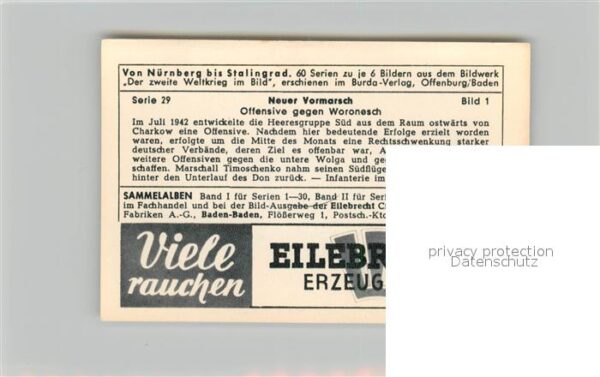 Von Nürnberg bis Stalingrad. 60 Serien zu je 6 Bildern aus dem Bildwerk
„Der zweite Weltkrieg im Bild", erschienen im Burda-Verlag, Offenburg/Baden
Serie 29 Neuer Vormarsch Bild 1
Offensive gegen Woronesch
Im Juli 1942 entwickelte die Heeresgruppe Süd aus dem Raum ostwärts von
Charkow eine Offensive. Nachdem hier bedeutende Erfolge erzielt worden
waren, erfolgte um die Mitte des Monats eine Rechtsschwenkung starker
deutscher Verbände, deren Ziel es offenbar war,
weitere Offensiven gegen die untere Wolga und
schaffen. Marschall Timoschenko nahm seinen
hinter den Unterlauf des Don zurück. — Infanterie im
SAMMELALBEN Band I für Serien 1—30, Band II für
im Fachhandel und bei der Bild-Ausgabe der Eilebrecht
Fabriken A.-G., Baden-Baden, Flößerweg 1, Postsch.-Kto
Viele
rauchen
EILEBR
ERZEUG
privacy protection
Datenschutz